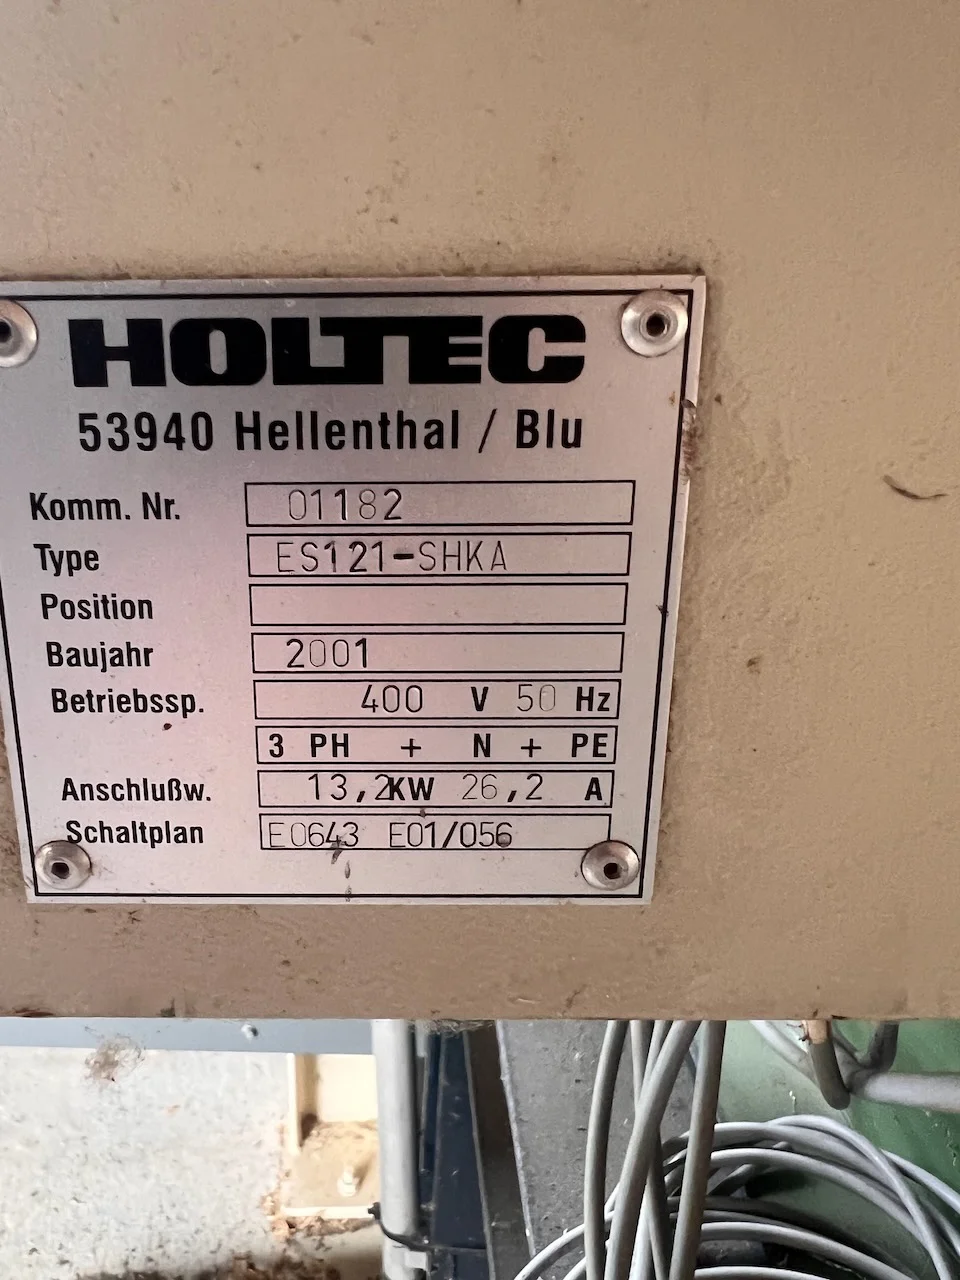 HOLTEC
53940 Hellenthal / Blu
Komm. Nr. 01182
Type ES121-SHKA
Position
Baujahr 2001
Betriebssp. 400 V 50 Hz
3 PH + N + PE
Anschlußw. 13,2KW 26,2 A
Schaltplan E0643 E01/056